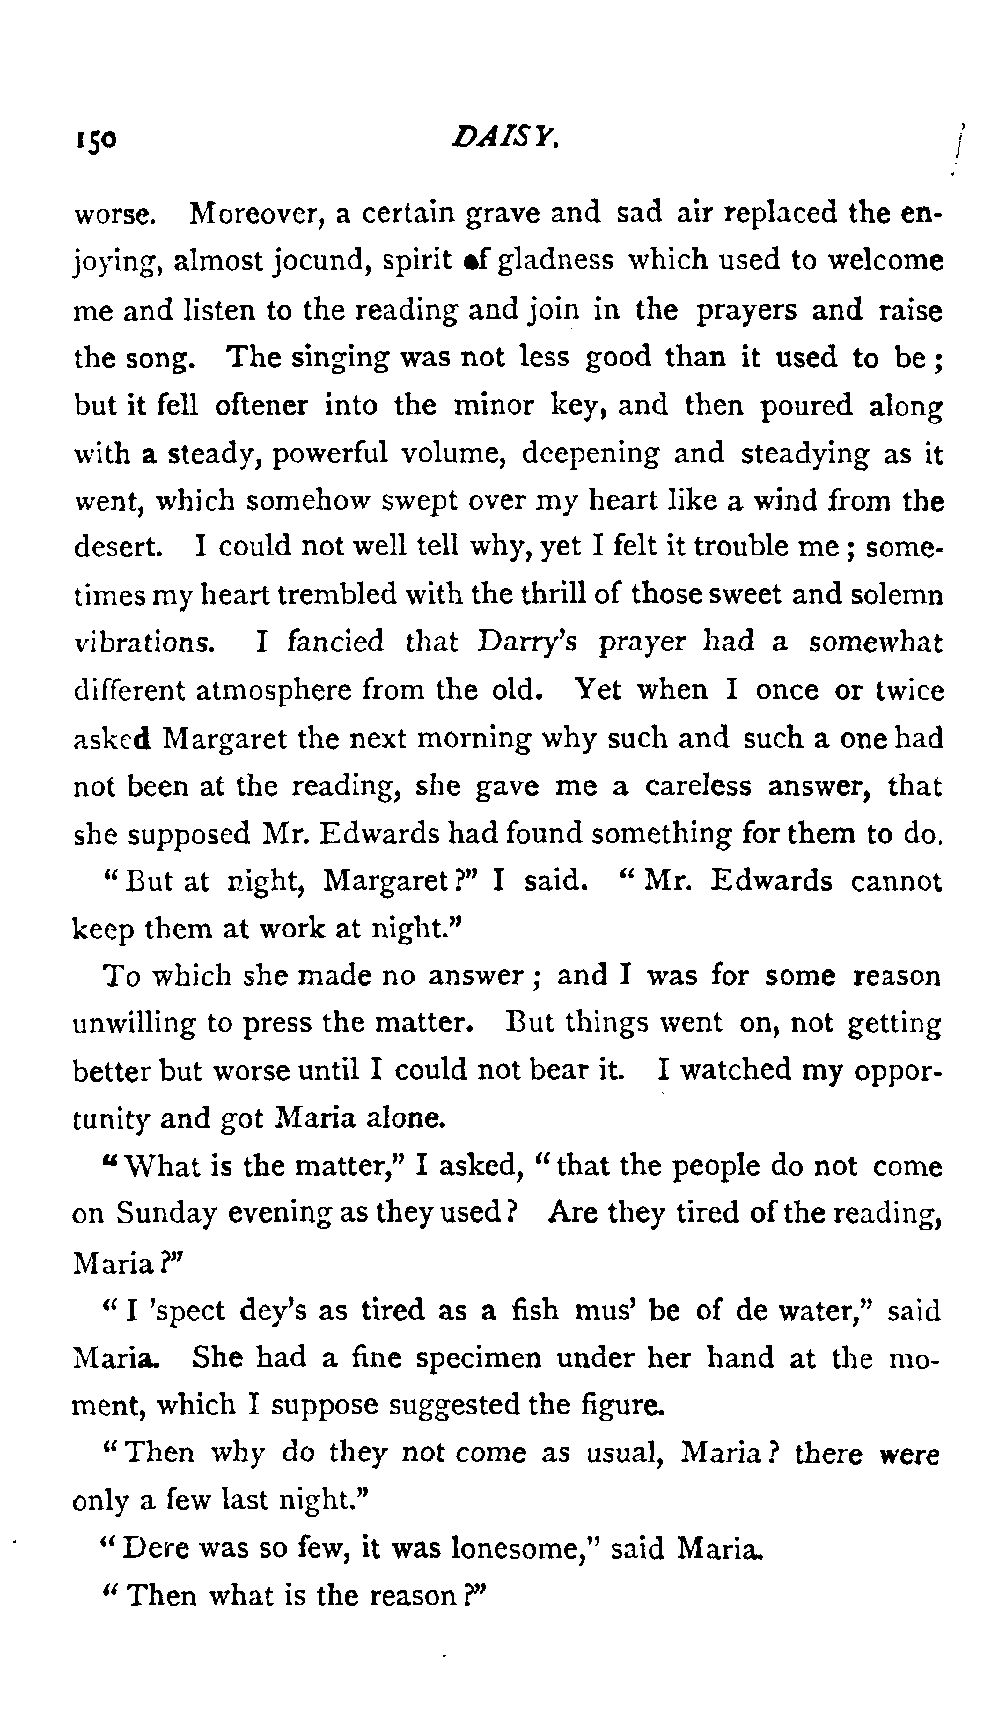 150 DAISY.
worse. Moreover, a certain grave and sad air replaced the en-
joying, almost jocund, spirit of gladness which used to welcome
me and listen to the reading and join in the prayers and raise
the song. The singing was not less good than it used to be ;
but it fell oftener into the minor key, and then poured along
with a steady, powerful volume, deepening and steadying as it
went, which somehow swept over my heart like a wind from the
desert. I could not well tell why, yet I felt it trouble me ; some-
times my heart trembled with the thrill of those sweet and solemn
vibrations. I fancied that Darry's prayer had a somewhat
different atmosphere from the old. Yet when I once or twice
asked Margaret the next morning why such and such a one had
not been at the reading, she gave me a careless answer, that
she supposed Mr. Edwards had found something for them to do.
"But at night, Margaret ?" I said. "Mr. Edwards cannot
keep them at work at night."
To which she made no answer ; and I was for some reason
unwilling to press the matter. But things went on, not getting
better but worse until I could not bear it. I watched my oppor-
tunity and got Maria alone.
"What is the matter," I asked, "that the people do not come
on Sunday evening as they used ? Are they tired of the reading,
Maria ?"
"I 'spect dey's as tired as a fish mus' be of de water," said
Maria. She had a fine specimen under her hand at the mo-
ment, which I suppose suggested the figure.
"Then why do they not come as usual, Maria ? there were
only a few last night."
"Dere was so few, it was lonesome," said Maria.
"Then what is the reason ?"